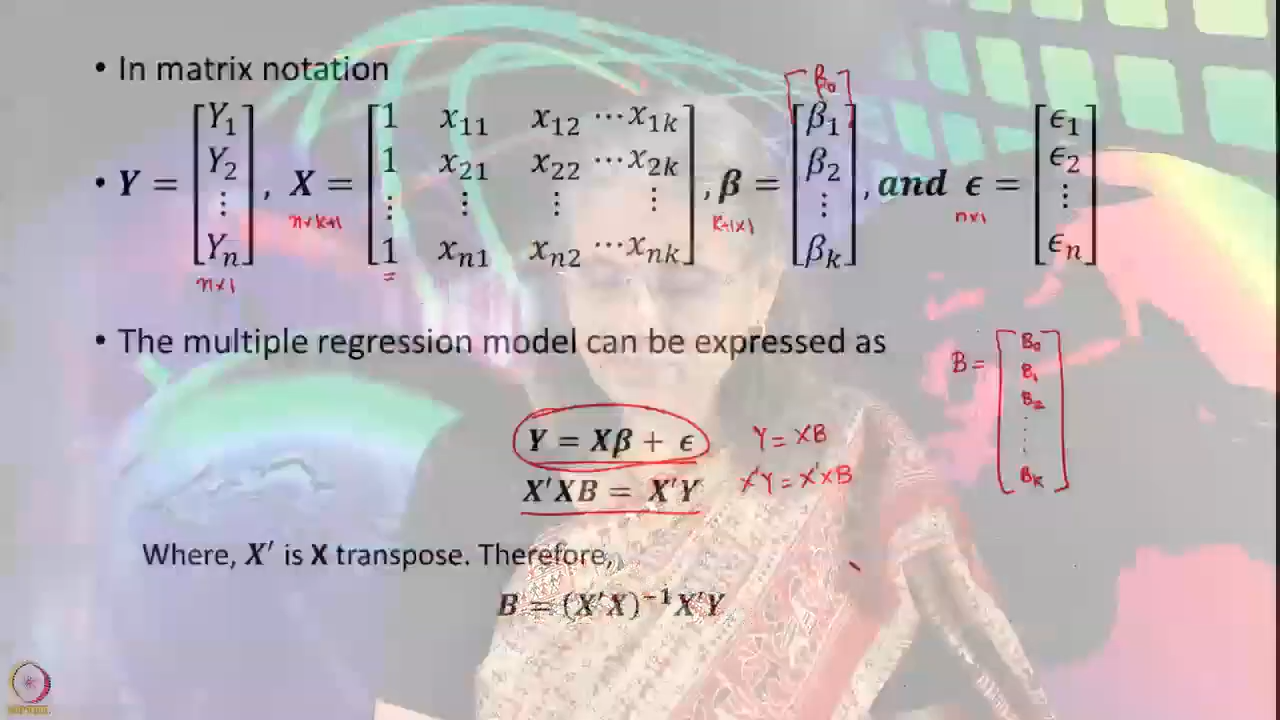 • In matrix notation
• Y = [Y₁ Y₂ ⋮ Yₙ], X = [1 x₁₁ x₁₂ ⋯x₁ₖ; 1 x₂₁ x₂₂ ⋯x₂ₖ; ⋮ ⋮ ⋮ ⋮; 1 xₙ₁ xₙ₂ ⋯xₙₖ], β = [β₀ β₁ β₂ ⋮ βₖ], and ϵ = [ϵ₁ ϵ₂ ⋮ ϵₙ]
n×1 n×k+1 k+1×1 n×1
• The multiple regression model can be expressed as
B = [B₀ B₁ B₂ ⋮ Bₖ]
Y = Xβ + ϵ Y = XB
X′XB = X′Y X′Y = X′XB
Where, X′ is X transpose. Therefore,
B = (X′X)⁻¹X′Y